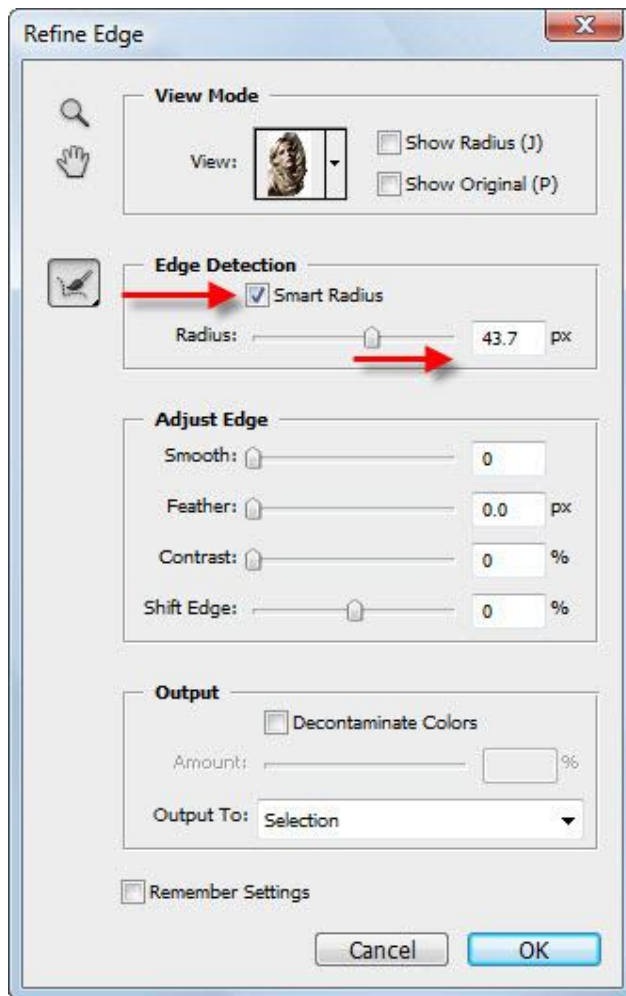 Refine Edge
View Mode
View:
Show Radius (J)
Show Original (P)
Edge Detection
Smart Radius
Radius: 43.7 px
Adjust Edge
Smooth: 0
Feather: 0.0 px
Contrast: 0 %
Shift Edge: 0 %
Output
Decontaminate Colors
Amount: %
Output To: Selection
Remember Settings
Cancel OK